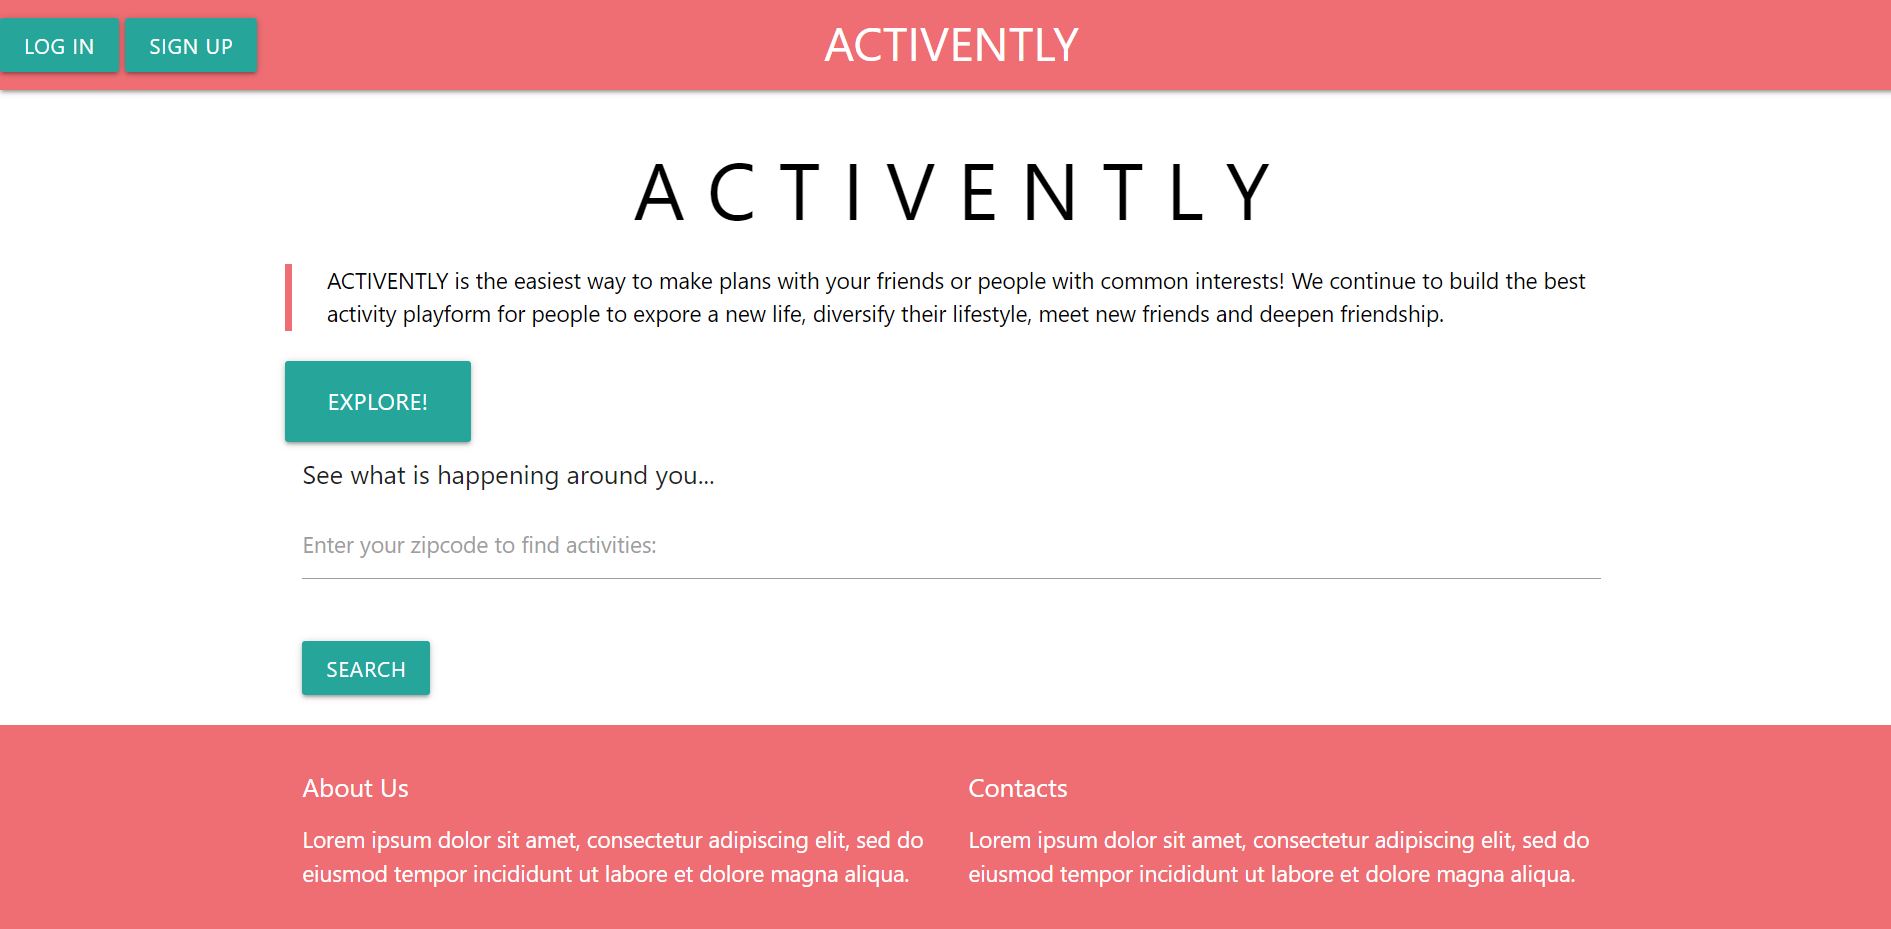 LOG IN
SIGN UP
ACTIVENTLY
ACTIVENTLY
ACTIVENTLY is the easiest way to make plans with your friends or people with common interests! We continue to build the best
activity playform for people to expore a new life, diversify their lifestyle, meet new friends and deepen friendship.
EXPLORE!
See what is happening around you...
Enter your zipcode to find activities:
SEARCH
About Us
Lorem ipsum dolor sit amet, consectetur adipiscing elit, sed do
eiusmod tempor incididunt ut labore et dolore magna aliqua.
Contacts
Lorem ipsum dolor sit amet, consectetur adipiscing elit, sed do
eiusmod tempor incididunt ut labore et dolore magna aliqua.